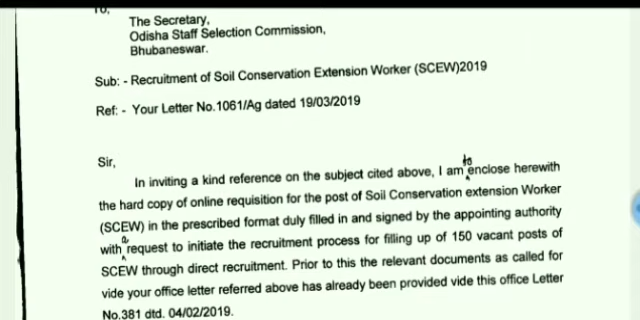 To,
The Secretary,
Odisha Staff Selection Commission,
Bhubaneswar.
Sub: - Recruitment of Soil Conservation Extension Worker (SCEW)2019
Ref: - Your Letter No.1061/Ag dated 19/03/2019
Sir,
In inviting a kind reference on the subject cited above, I am to enclose herewith
the hard copy of online requisition for the post of Soil Conservation extension Worker
(SCEW) in the prescribed format duly filled in and signed by the appointing authority
with a request to initiate the recruitment process for filling up of 150 vacant posts of
SCEW through direct recruitment. Prior to this the relevant documents as called for
vide your office letter referred above has already been provided vide this office Letter
No.381 dtd. 04/02/2019.